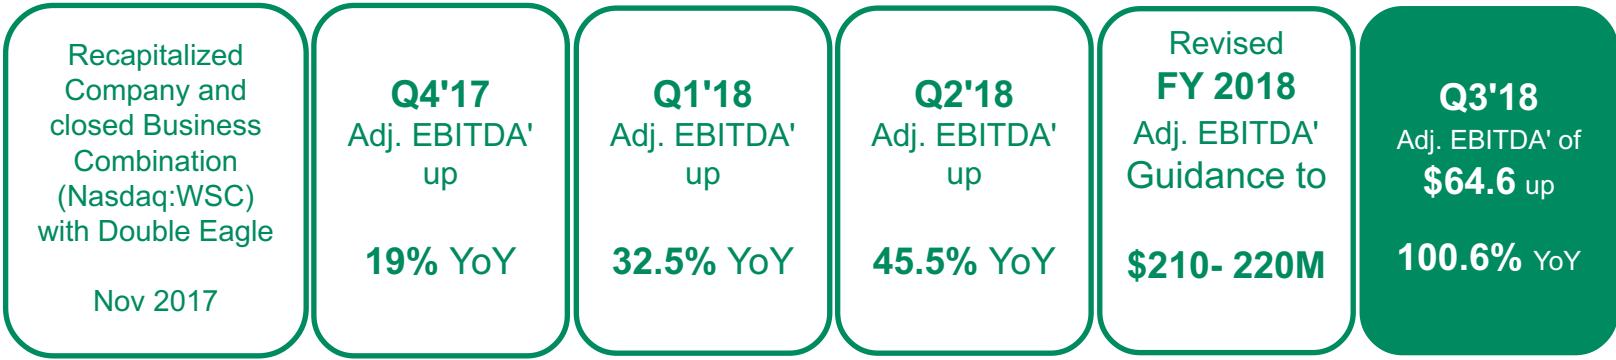 Recapitalized
Company and
closed Business
Combination
(Nasdaq:WSC)
with Double Eagle
Nov 2017
Q4'17
Adj. EBITDA'
up
19% YoY
Q1'18
Adj. EBITDA'
up
32.5% YoY
Q2'18
Adj. EBITDA'
up
45.5% YoY
Revised
FY 2018
Adj. EBITDA'
Guidance to
$210- 220M
Q3'18
Adj. EBITDA' of
$64.6 up
100.6% YoY